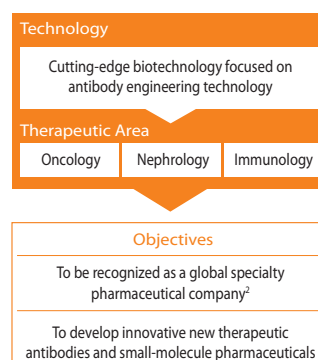 Technology
Cutting-edge biotechnology focused on
antibody engineering technology
Therapeutic Area
Oncology Nephrology Immunology
Objectives
To be recognized as a global specialty
pharmaceutical company²
To develop innovative new therapeutic
antibodies and small-molecule pharmaceuticals